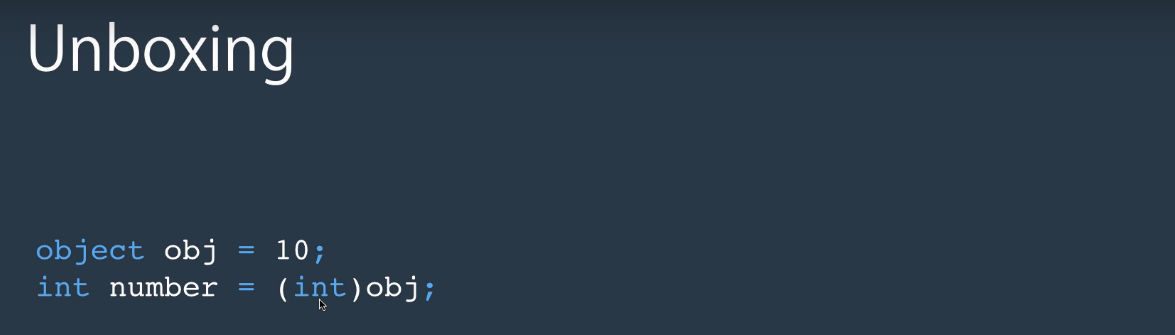 Unboxing
object obj = 10;
int number = (int)obj;